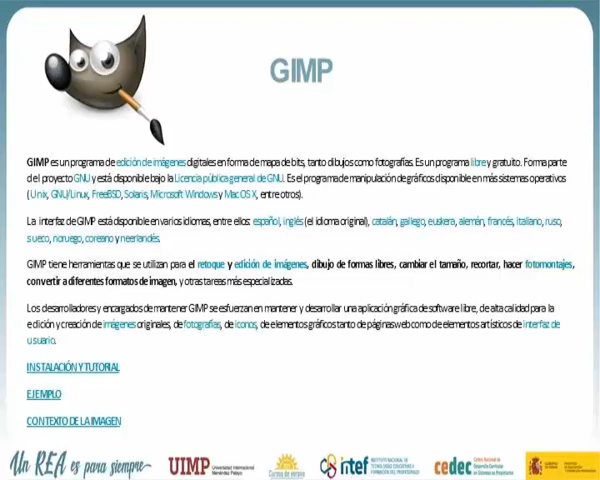 GIMP
GIMP es un programa de edición de imágenes digitales en forma de mapa de bits, tanto dibujos como fotografías. Es un programa libre y gratuito. Forma parte
del proyecto GNU y está disponible bajo la Licencia pública general de GNU. Es el programa de manipulación de gráficos disponible en más sistemas operativos
(Unix, GNU/Linux, FreeBSD, Solaris, Microsoft Windows y Mac OS X, entre otros).
La interfaz de GIMP está disponible en varios idiomas, entre ellos: español, inglés (el idioma original), catalán, gallego, euskera, alemán, francés, italiano, ruso,
sueco, noruego, coreano y neerlandés.
GIMP tiene herramientas que se utilizan para el retoque y edición de imágenes, dibujo de formas libres, cambiar el tamaño, recortar, hacer fotomontajes,
convertir a diferentes formatos de imagen, y otras tareas más especializadas.
Los desarrolladores y encargados de mantener GIMP se esfuerzan en mantener y desarrollar una aplicación gráfica de software libre, de alta calidad para la
edición y creación de imágenes originales, de fotografías, de iconos, de elementos gráficos tanto de páginas web como de elementos artísticos de interfaz de
usuario.
INSTALACIÓN Y TUTORIAL
EJEMPLO
CONTEXTO DE LA IMAGEN
Un REA es para siempre
UIMP Universidad Internacional
Menéndez Pelayo
Cursos de verano
intef
cedec